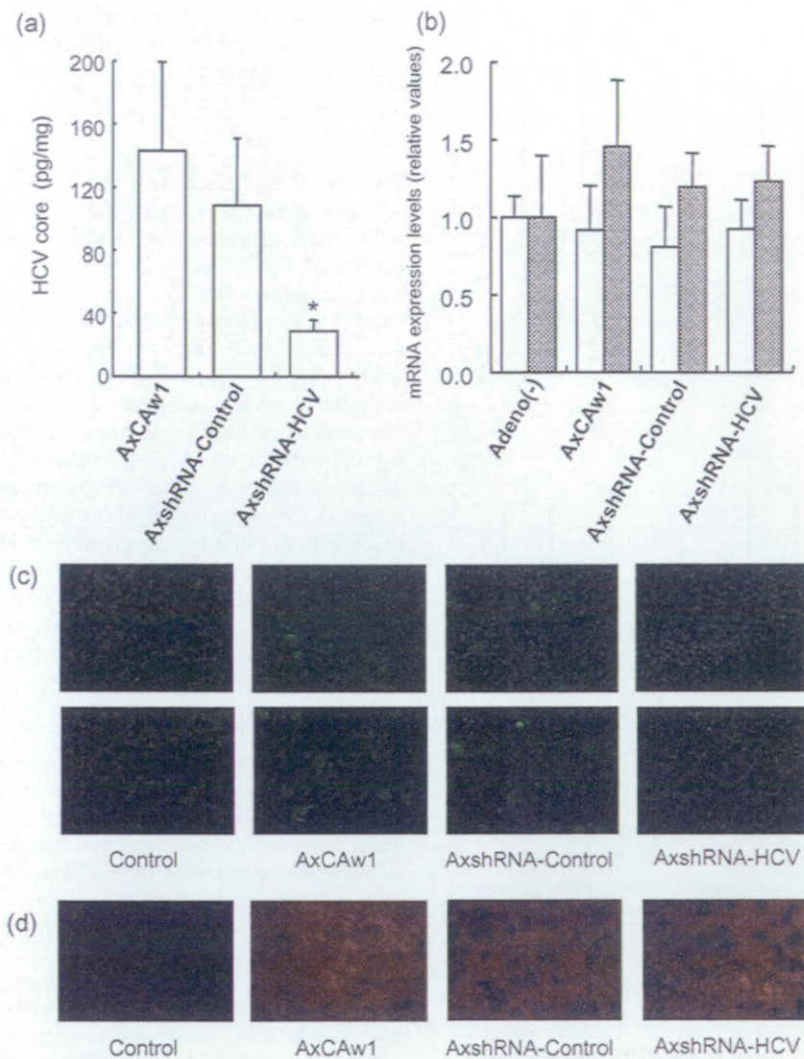 (a)
HCV core (pg/mg)
200
160
120
80
40
0
*
AxCAw1
AxshRNA-Control
AxshRNA-HCV
(b)
mRNA expression levels (relative values)
2.0
1.5
1.0
0.5
0.0
Adeno(-)
AxCAw1
AxshRNA-Control
AxshRNA-HCV
(c)
Control
AxCAw1
AxshRNA-Control
AxshRNA-HCV
(d)
Control
AxCAw1
AxshRNA-Control
AxshRNA-HCV